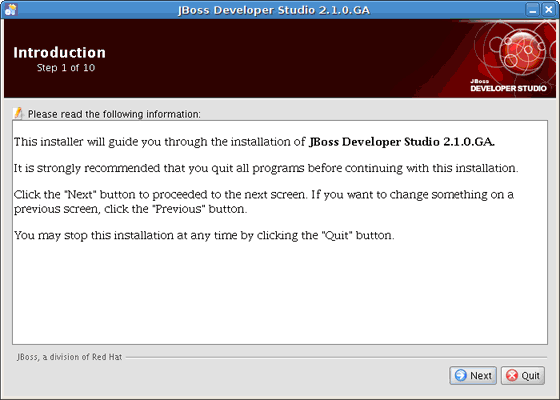 JBoss Developer Studio 2.1.0.GA
Introduction
Step 1 of 10
JBoss
DEVELOPER STUDIO
Please read the following information:
This installer will guide you through the installation of JBoss Developer Studio 2.1.0.GA.
It is strongly recommended that you quit all programs before continuing with this installation.
Click the "Next" button to proceeded to the next screen. If you want to change something on a
previous screen, click the "Previous" button.
You may stop this installation at any time by clicking the "Quit" button.
JBoss, a division of Red Hat
Next
Quit